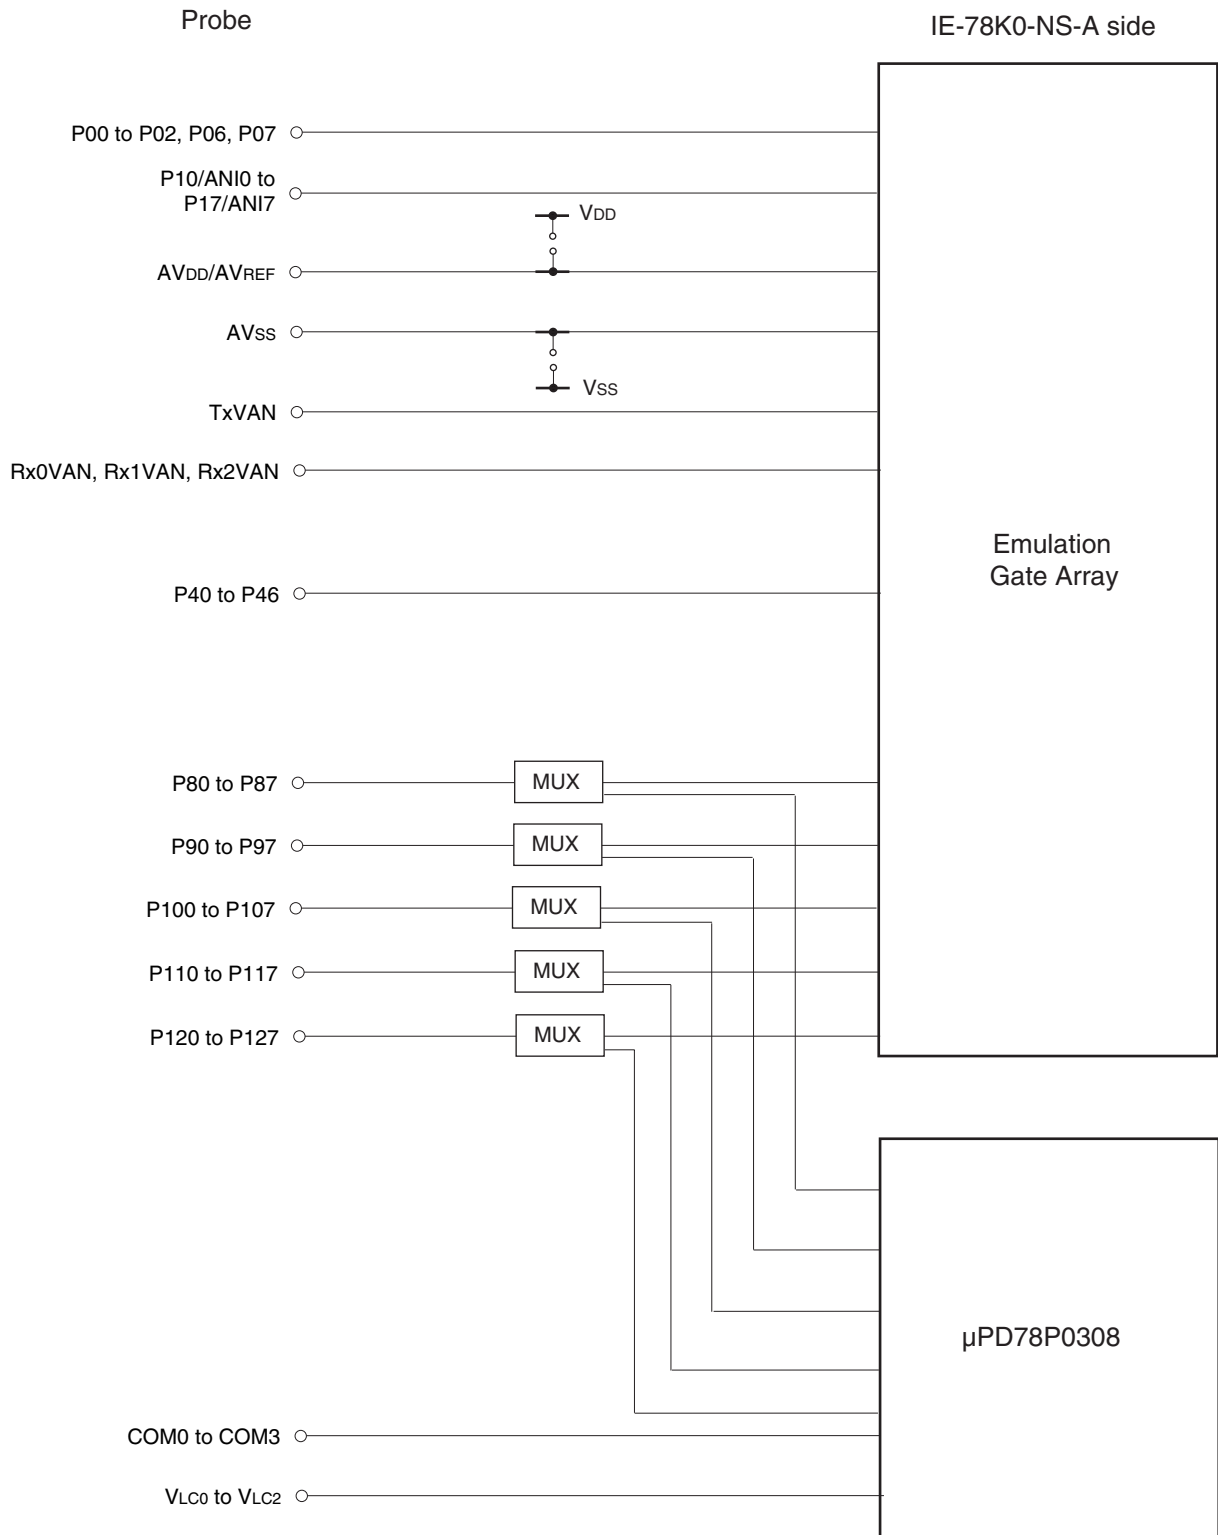 Probe
IE-78K0-NS-A side
P00 to P02, P06, P07
P10/ANI0 to
P17/ANI7
VDD
AVDD/AVREF
AVSS
VSS
TxVAN
Rx0VAN, Rx1VAN, Rx2VAN
Emulation
Gate Array
P40 to P46
P80 to P87
MUX
P90 to P97
MUX
P100 to P107
MUX
P110 to P117
MUX
P120 to P127
MUX
µPD78P0308
COM0 to COM3
VLC0 to VLC2